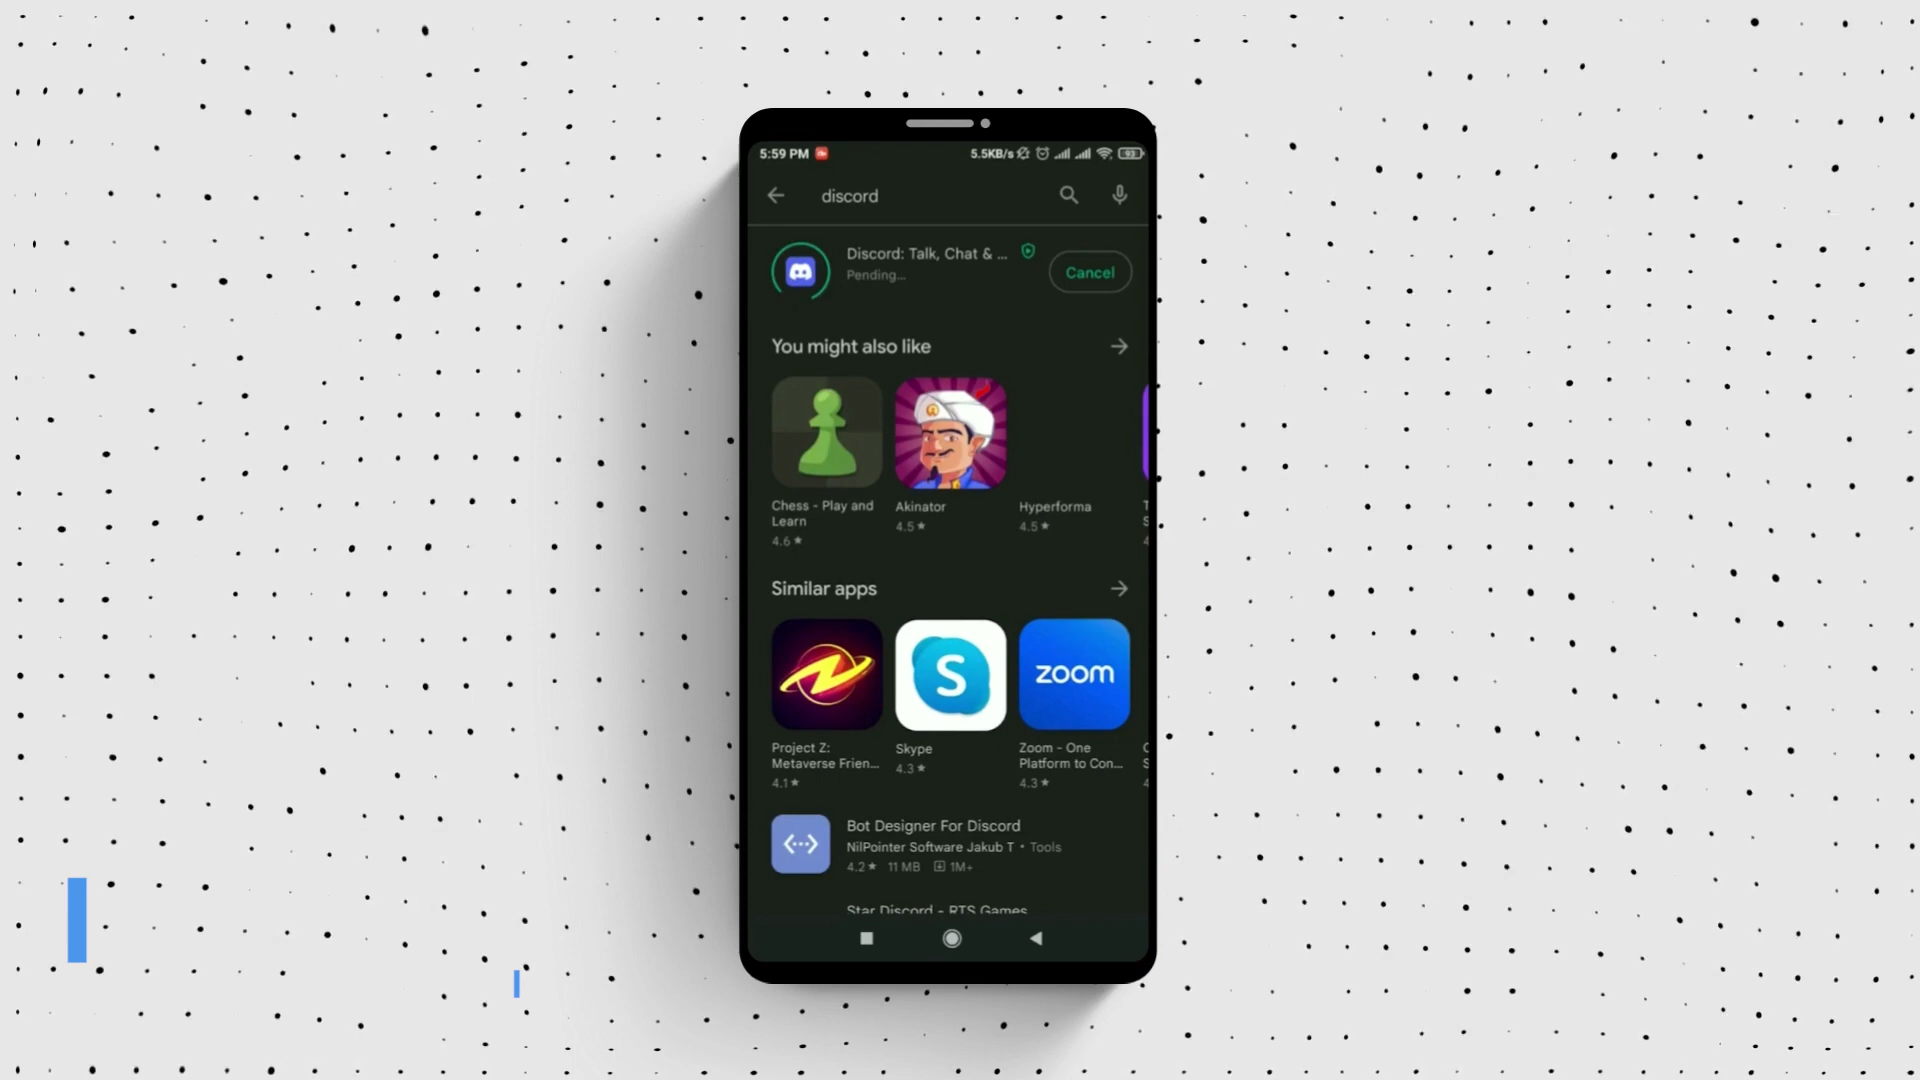 5:59 PM
5.5KB/s
93
discord
Discord: Talk, Chat & ...
Pending...
Cancel
You might also like
Chess - Play and
Learn
4.6★
Akinator
4.5★
Hyperforma
4.5★
Similar apps
zoom
Project Z:
Metaverse Frien...
4.1★
S
Skype
4.3★
Zoom - One
Platform to Con...
4.3★
Bot Designer For Discord
NilPointer Software Jakub T • Tools
4.2★ 11 MB 1M+
Star Discord - RTS Games